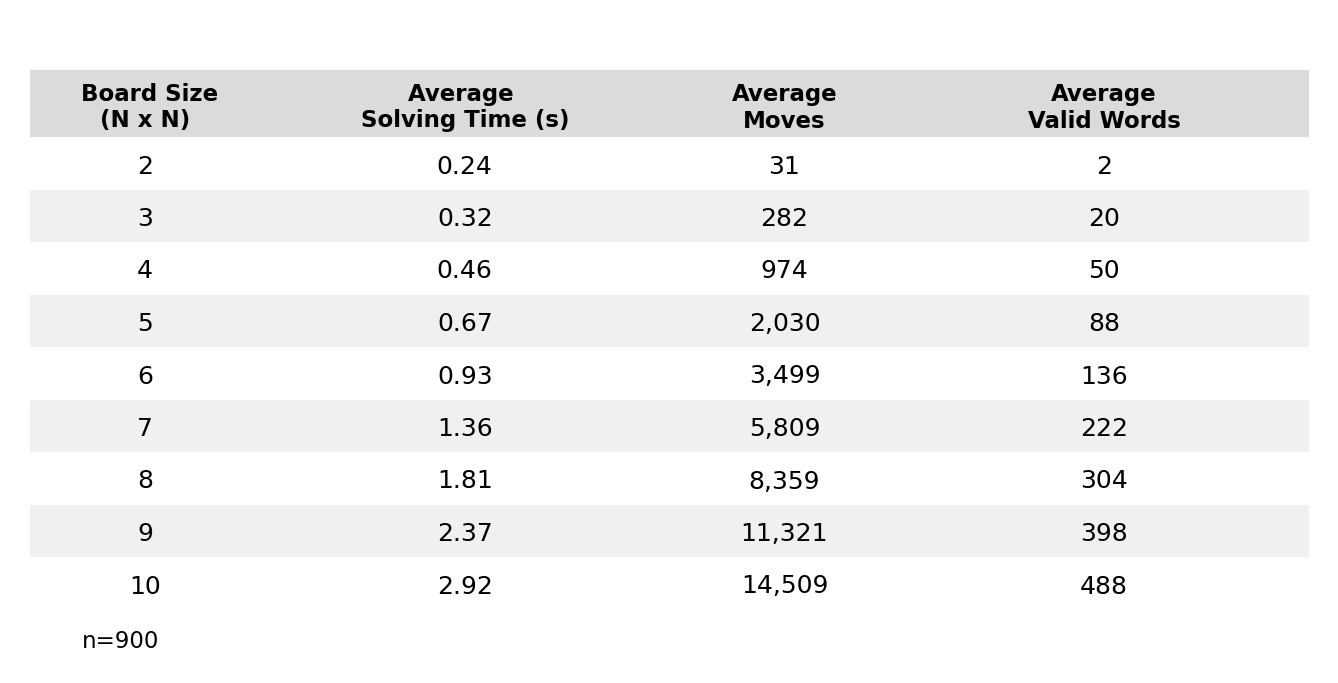 Board Size (N x N) Average Solving Time (s) Average Moves Average Valid Words
2 0.24 31 2
3 0.32 282 20
4 0.46 974 50
5 0.67 2,030 88
6 0.93 3,499 136
7 1.36 5,809 222
8 1.81 8,359 304
9 2.37 11,321 398
10 2.92 14,509 488
n=900